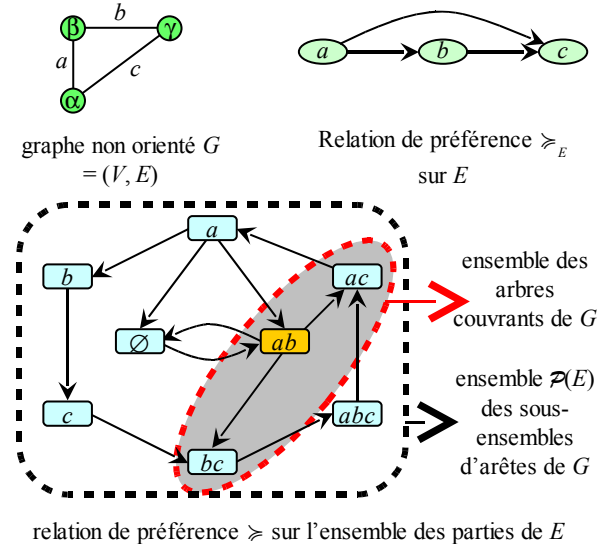 β
b
γ
a
c
α
a
b
c
graphe non orienté G
= (V, E)
Relation de préférence ≽E
sur E
a
b
ac
∅
ab
c
abc
bc
ensemble des
arbres
couvrants de G
ensemble 𝒫(E)
des sous-
ensembles
d'arêtes de G
relation de préférence ≽ sur l'ensemble des parties de E